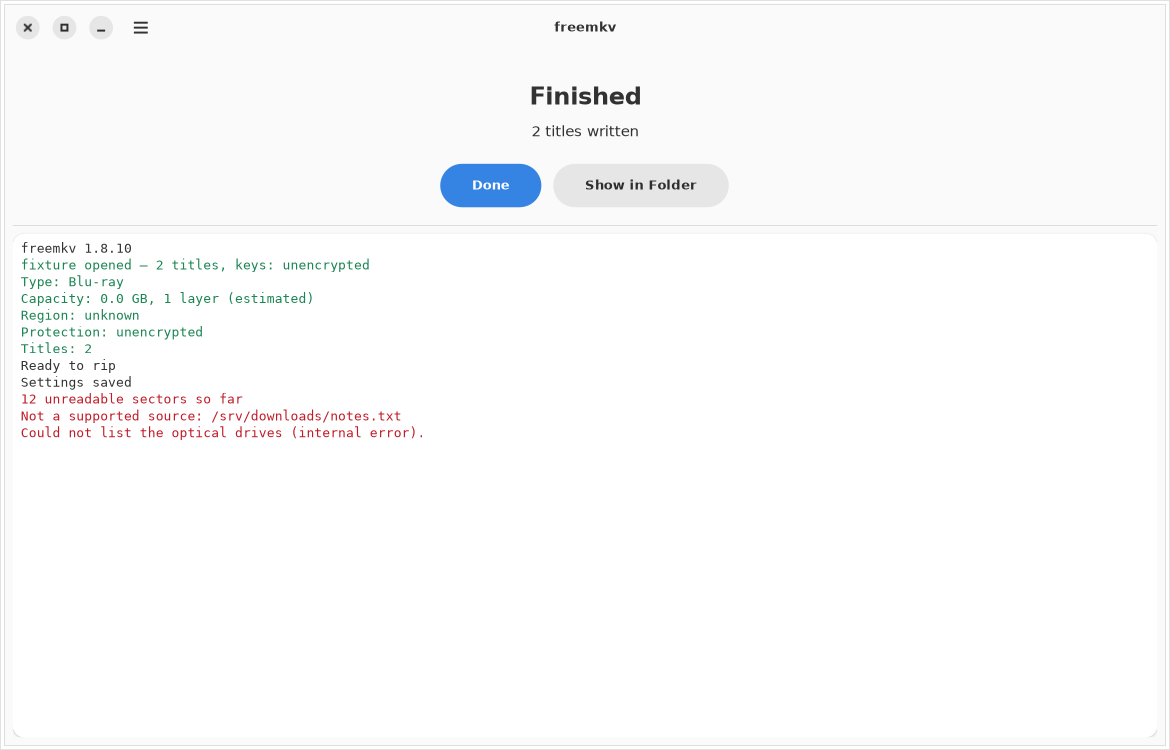 freemkv
Finished
2 titles written
Done
Show in Folder
freemkv 1.8.10
fixture opened — 2 titles, keys: unencrypted
Type: Blu-ray
Capacity: 0.0 GB, 1 layer (estimated)
Region: unknown
Protection: unencrypted
Titles: 2
Ready to rip
Settings saved
12 unreadable sectors so far
Not a supported source: /srv/downloads/notes.txt
Could not list the optical drives (internal error).